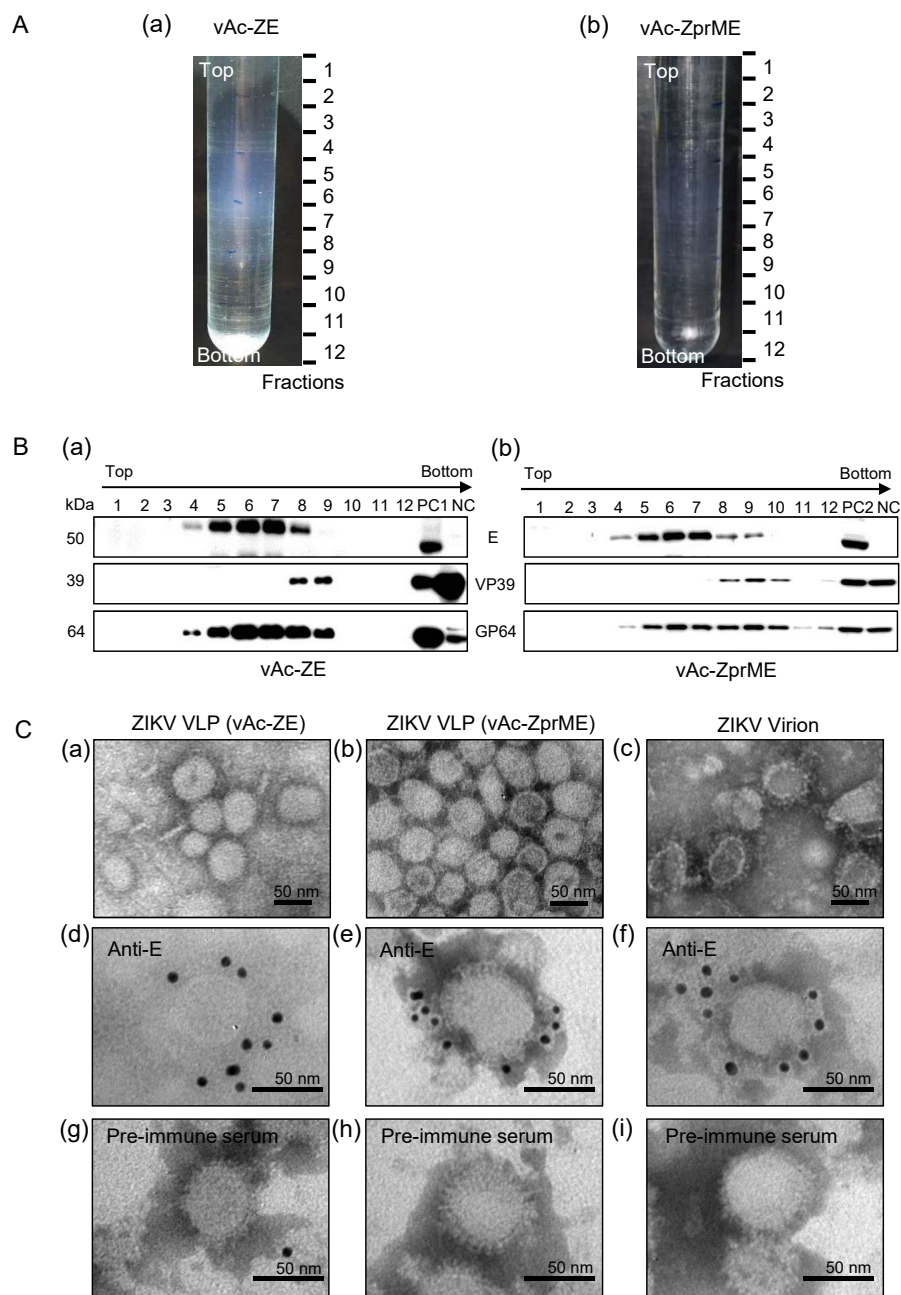 A
(a)
vAc-ZE
(b)
vAc-ZprME
Top
1
2
3
4
5
6
7
8
9
10
11
12
Bottom
Fractions
Top
1
2
3
4
5
6
7
8
9
10
11
12
Bottom
Fractions
B
(a)
Top
Bottom
kDa
1 2 3 4 5 6 7 8 9 10 11 12 PC1 NC
50
39
64
vAc-ZE
(b)
Top
Bottom
1 2 3 4 5 6 7 8 9 10 11 12 PC2 NC
E
VP39
GP64
vAc-ZprME
C
ZIKV VLP (vAc-ZE)
ZIKV VLP (vAc-ZprME)
ZIKV Virion
(a)
50 nm
(b)
50 nm
(c)
50 nm
(d)
Anti-E
50 nm
(e)
Anti-E
50 nm
(f)
Anti-E
50 nm
(g)
Pre-immune serum
50 nm
(h)
Pre-immune serum
50 nm
(i)
Pre-immune serum
50 nm